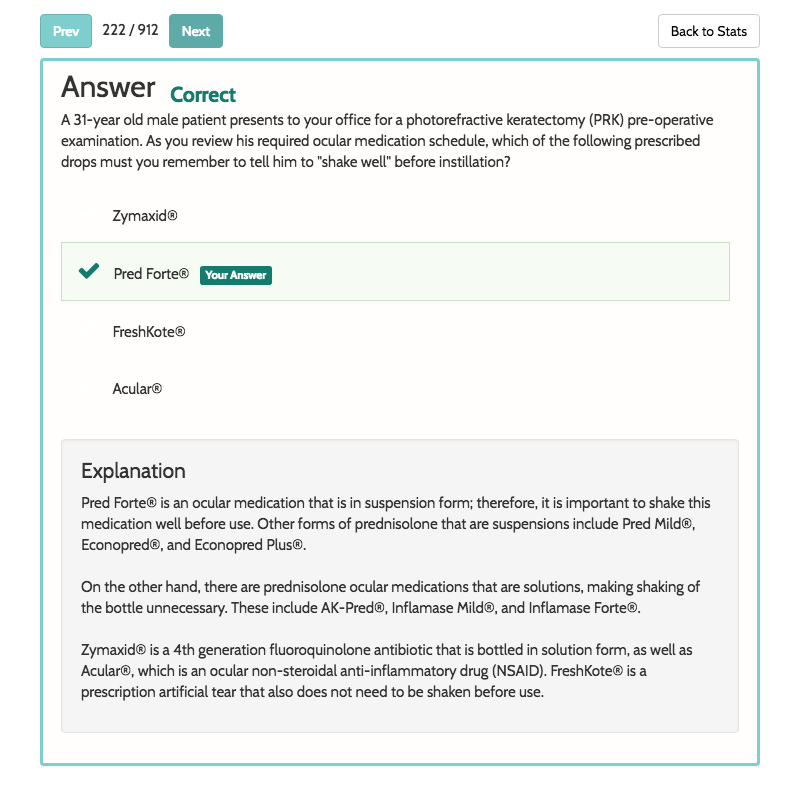 Prev 222 / 912 Next Back to Stats
Answer Correct
A 31-year old male patient presents to your office for a photorefractive keratectomy (PRK) pre-operative
examination. As you review his required ocular medication schedule, which of the following prescribed
drops must you remember to tell him to "shake well" before instillation?
Zymaxid®
Pred Forte® Your Answer
FreshKote®
Acular®
Explanation
Pred Forte® is an ocular medication that is in suspension form; therefore, it is important to shake this
medication well before use. Other forms of prednisolone that are suspensions include Pred Mild®,
Econopred®, and Econopred Plus®.
On the other hand, there are prednisolone ocular medications that are solutions, making shaking of
the bottle unnecessary. These include AK-Pred®, Inflamase Mild®, and Inflamase Forte®.
Zymaxid® is a 4th generation fluoroquinolone antibiotic that is bottled in solution form, as well as
Acular®, which is an ocular non-steroidal anti-inflammatory drug (NSAID). FreshKote® is a
prescription artificial tear that also does not need to be shaken before use.